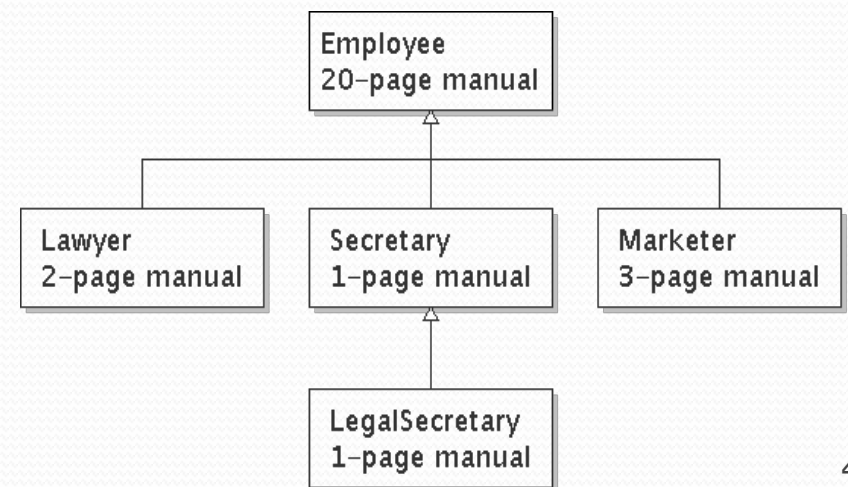 Employee
20-page manual
Lawyer
2-page manual
Secretary
1-page manual
Marketer
3-page manual
LegalSecretary
1-page manual
4